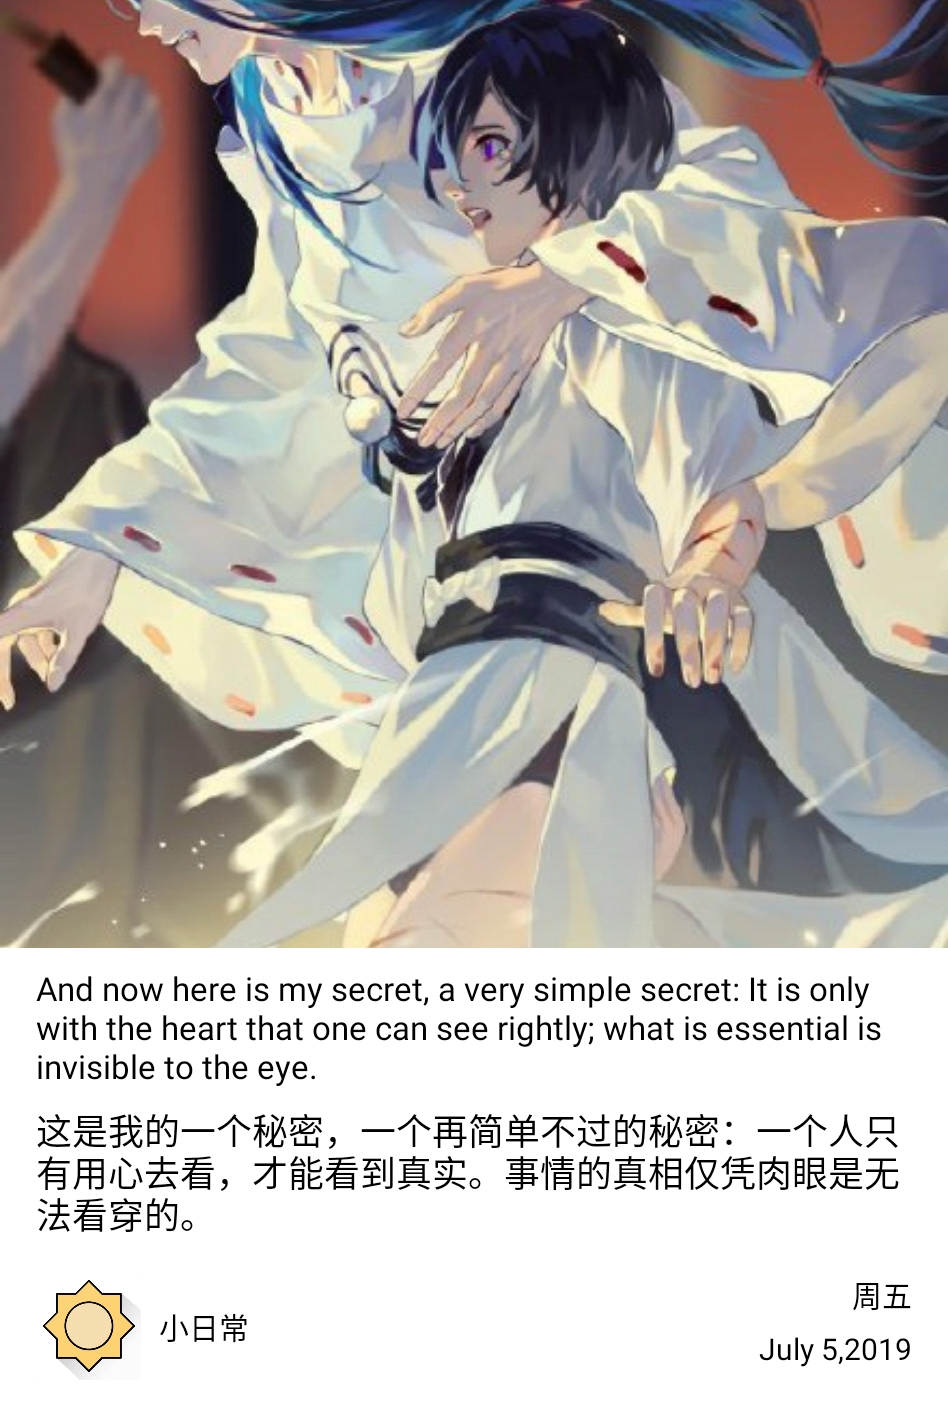 And now here is my secret, a very simple secret: It is only
with the heart that one can see rightly; what is essential is
invisible to the eye.
这是我的一个秘密，一个再简单不过的秘密：一个人只
有用心去看，才能看到真实。事情的真相仅凭肉眼是无
法看穿的。
小日常
周五
July 5,2019